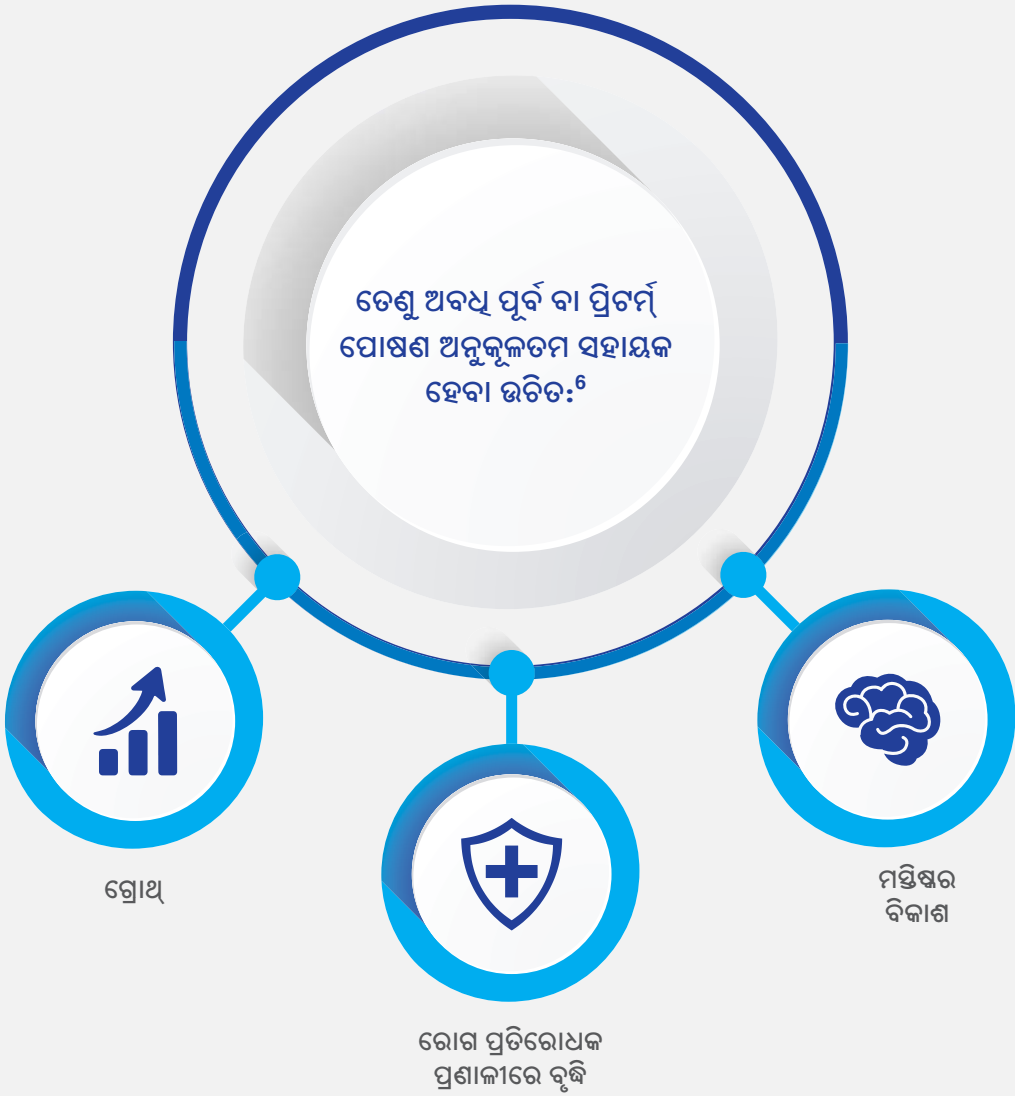 ତେଣୁ ଅବଧି ପୂର୍ବ ବା ପ୍ରିଟର୍ମ୍
ପୋଷଣ ଅନୁକୂଳତମ ସହାୟକ
ହେବା ଉଚିତ:⁶
ଗ୍ରୋଥ୍
ରୋଗ ପ୍ରତିରୋଧକ
ପ୍ରଣାଳୀରେ ବୃଦ୍ଧି
ମସ୍ତିଷ୍କର
ବିକାଶ